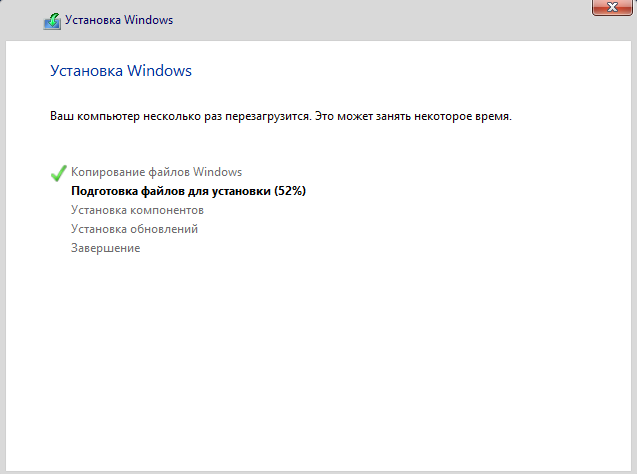 Установка Windows
Установка Windows
Ваш компьютер несколько раз перезагрузится. Это может занять некоторое время.
Копирование файлов Windows
Подготовка файлов для установки (52%)
Установка компонентов
Установка обновлений
Завершение